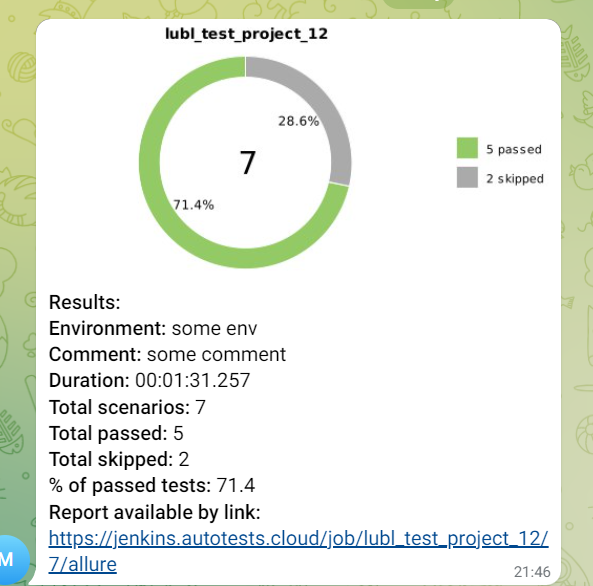 lubl_test_project_12
28.6%
5 passed
7
2 skipped
71.4%
Results:
Environment: some env
Comment: some comment
Duration: 00:01:31.257
Total scenarios: 7
Total passed: 5
Total skipped: 2
% of passed tests: 71.4
Report available by link:
https://jenkins.autotests.cloud/job/lubl_test_project_12/
7/allure
M
21:46